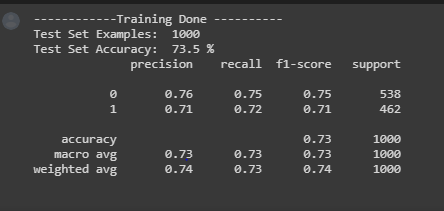 ------------Training Done ----------
Test Set Examples:  1000
Test Set Accuracy:  73.5 %
              precision    recall  f1-score   support

           0       0.76      0.75      0.75       538
           1       0.71      0.72      0.71       462

    accuracy                           0.73      1000
   macro avg       0.73      0.73      0.73      1000
weighted avg       0.74      0.73      0.74      1000